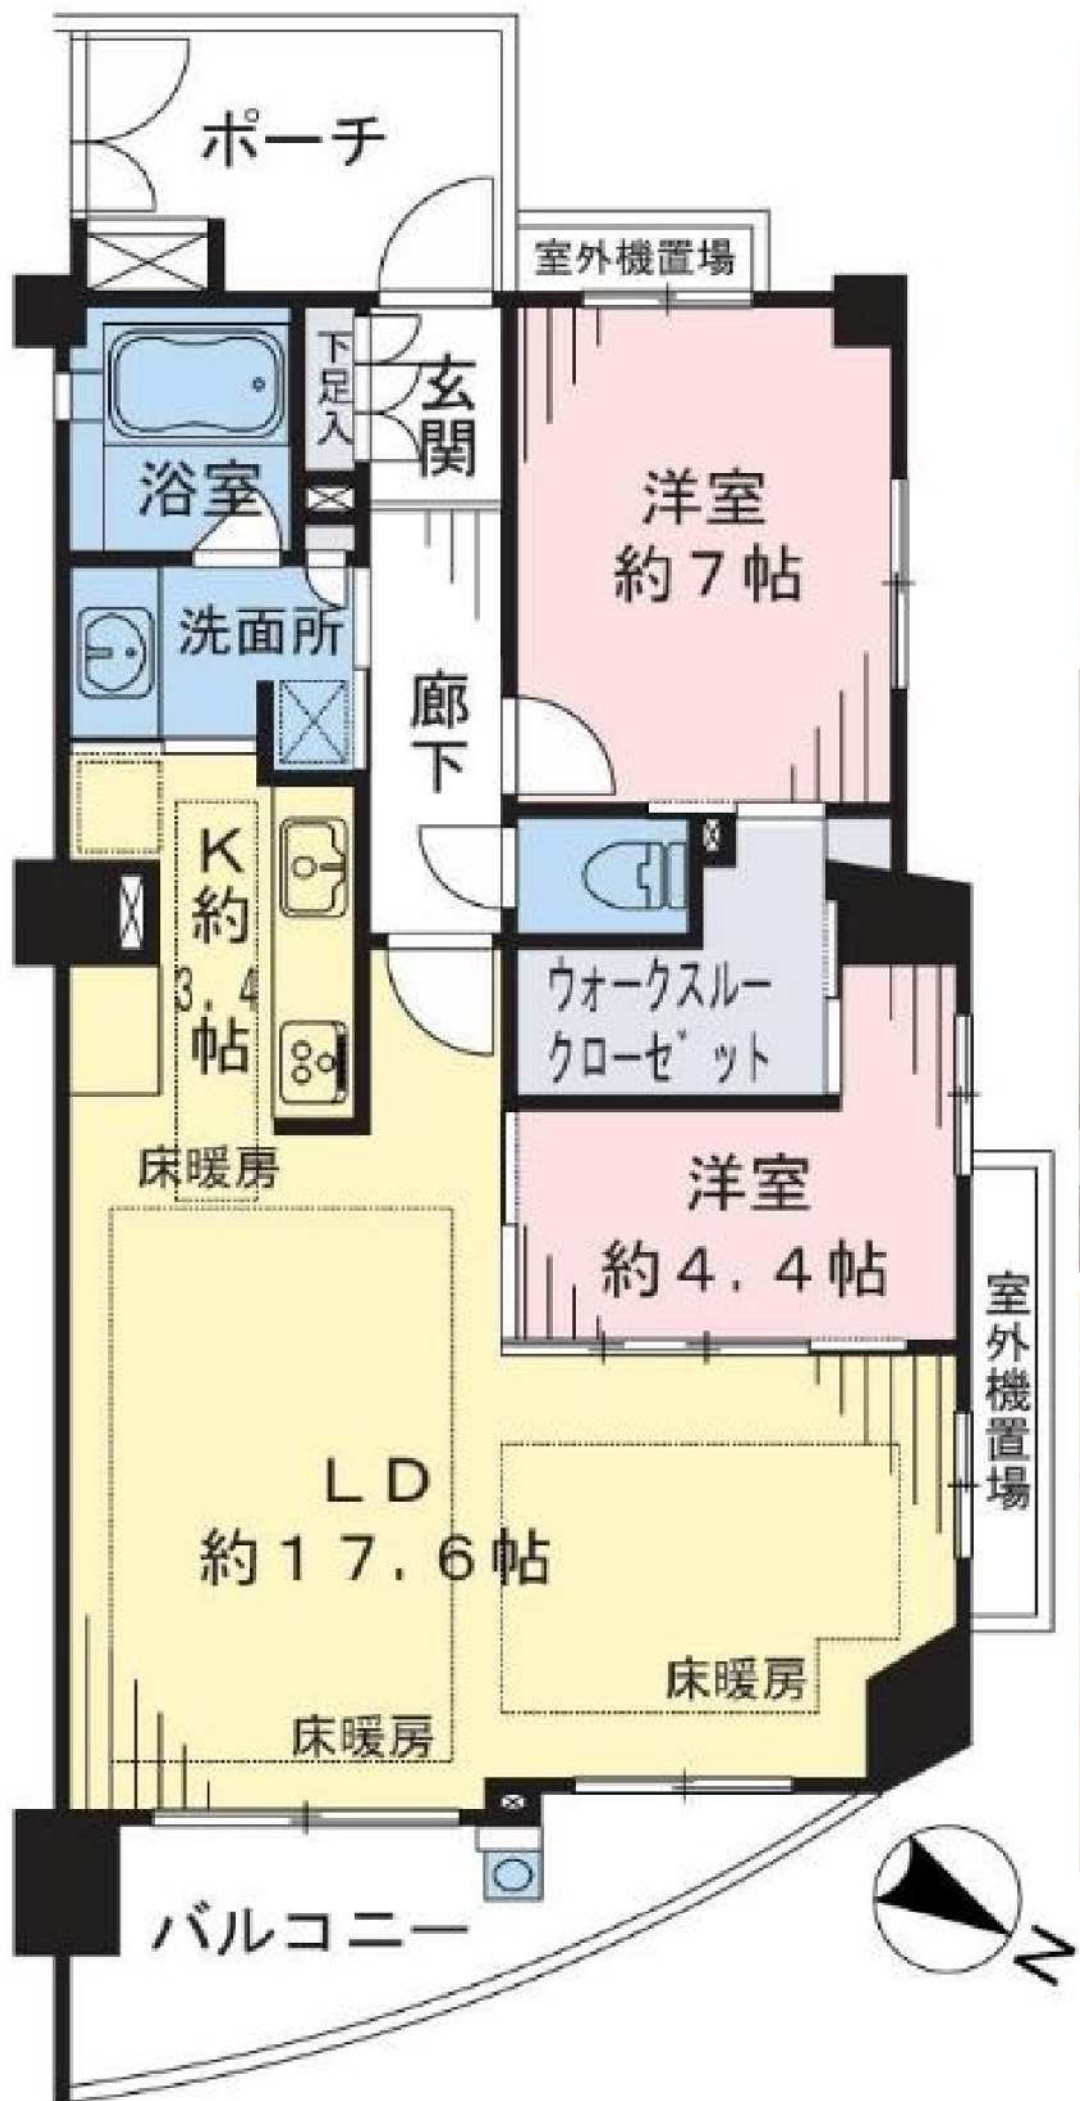 ポーチ
室外機置場
下足入
玄関
浴室
洋室
約7帖
洗面所
廊下
K
約
3.4
帖
ウォークスルー
クローゼット
床暖房
洋室
約4.4帖
室外機置場
LD
約17.6帖
床暖房
床暖房
バルコニー
N